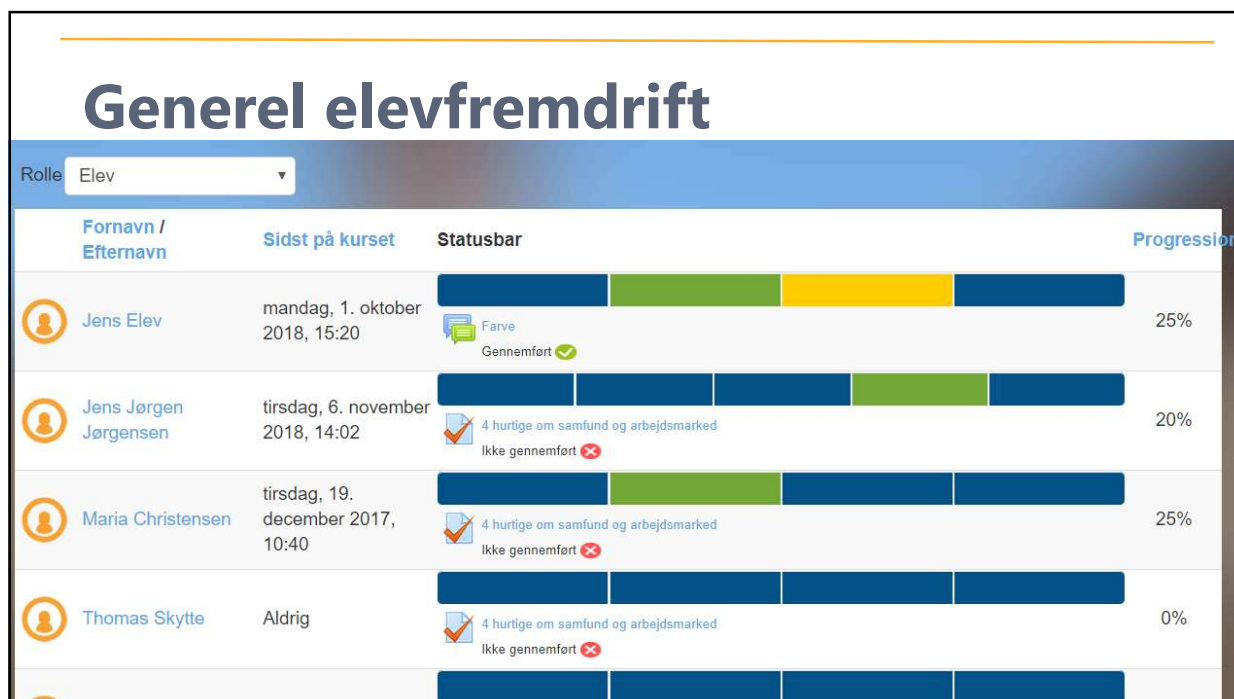 Generel elevfremdrift
Rolle Elev
Fornavn /
Efternavn
Sidst på kurset
Statusbar
Progression
Jens Elev
mandag, 1. oktober
2018, 15:20
Farve
Gennemført
25%
Jens Jørgen
Jørgensen
tirsdag, 6. november
2018, 14:02
4 hurtige om samfund og arbejdsmarked
Ikke gennemført
20%
Maria Christensen
tirsdag, 19.
december 2017,
10:40
4 hurtige om samfund og arbejdsmarked
Ikke gennemført
25%
Thomas Skytte
Aldrig
4 hurtige om samfund og arbejdsmarked
Ikke gennemført
0%